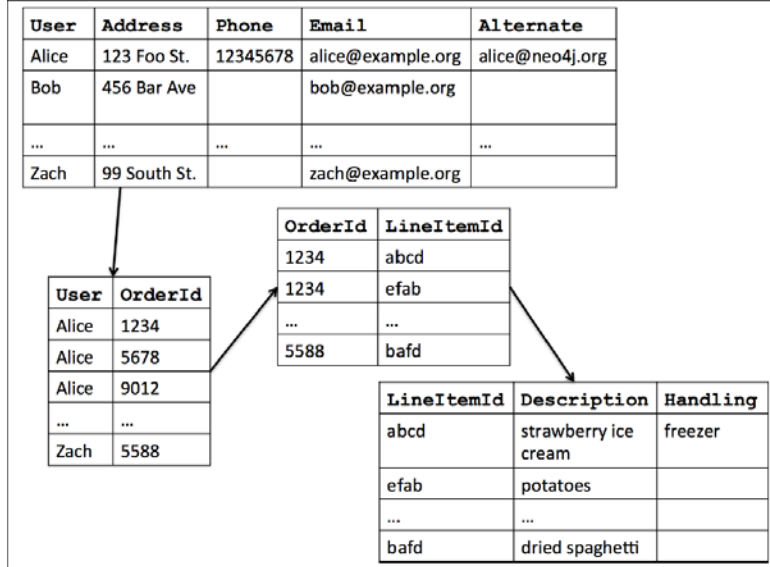 User Address Phone Email Alternate
Alice 123 Foo St. 12345678 alice@example.org alice@neo4j.org
Bob 456 Bar Ave bob@example.org
... ... ... ... ...
Zach 99 South St. zach@example.org
OrderId LineItemId
1234 abcd
1234 efab
... ...
5588 bafd
User OrderId
Alice 1234
Alice 5678
Alice 9012
... ...
Zach 5588
LineItemId Description Handling
abcd strawberry ice freezer
cream
efab potatoes
... ...
bafd dried spaghetti